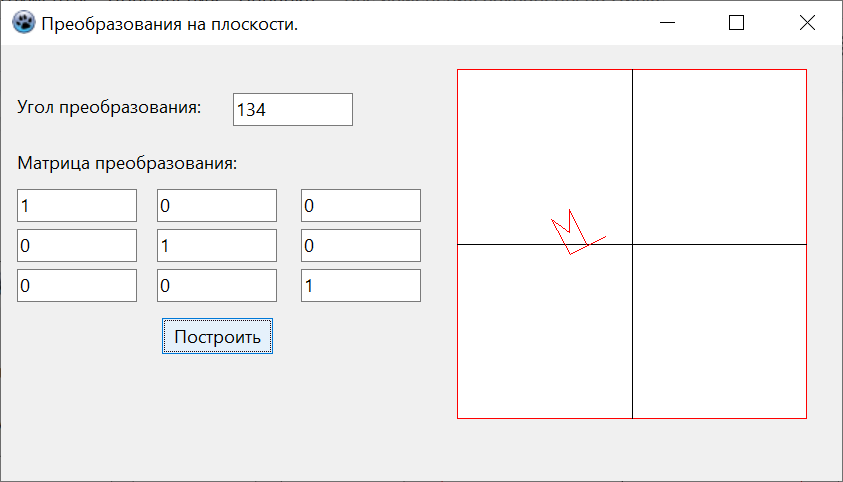 Преобразования на плоскости.
Угол преобразования: 134
Матрица преобразования:
1 0 0
0 1 0
0 0 1
Построить